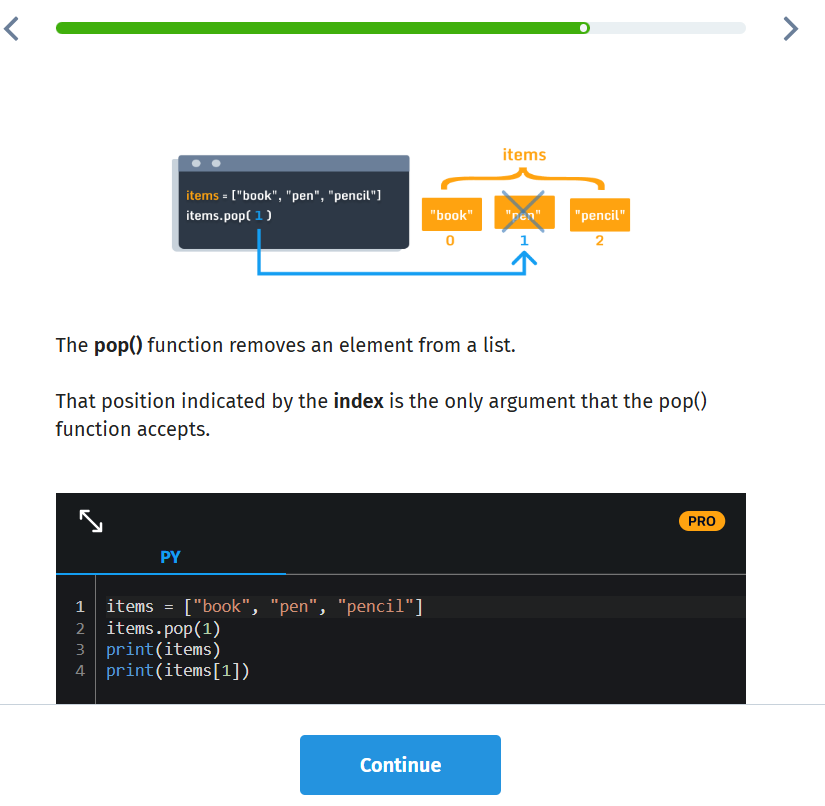 items
items = ["book", "pen", "pencil"]
items.pop( 1 )
"book" "pen" "pencil"
0 1 2
The pop() function removes an element from a list.
That position indicated by the index is the only argument that the pop()
function accepts.
PRO
PY
1 items = ["book", "pen", "pencil"]
2 items.pop(1)
3 print(items)
4 print(items[1])
Continue